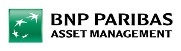 BNP PARIBAS
ASSET MANAGEMENT